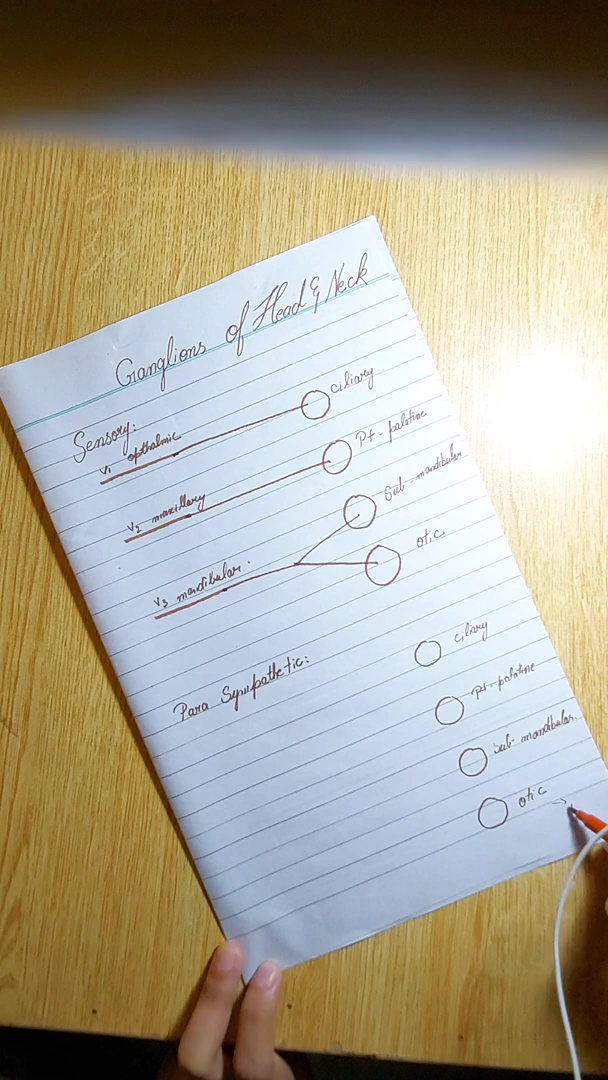 Ganglions of Head & Neck
Sensory:
V₁ opthalmic
ciliary
V₂ maxillary
Pt - palatine
V₃ mandibular.
Sub - mandibular
otic
Para Sympathetic:
ciliary
Pt - palatine
Sub - mandibular.
otic →